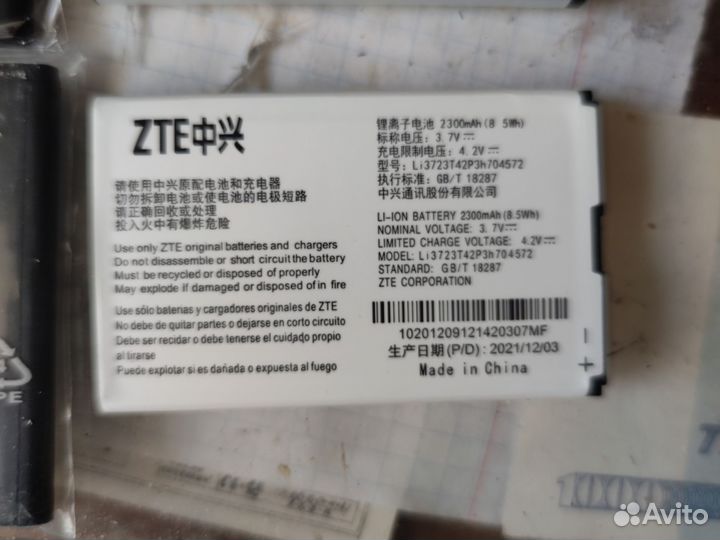 ZTE中兴
请使用中兴原配电池和充电器
切勿拆卸电池或使电池的电极短路
请正确回收或处理
投入火中有爆炸危险
Use only ZTE original batteries and chargers
Do not disassemble or short circuit the battery
Must be recycled or disposed of properly
May explode if damaged or disposed of in fire
Use sólo baterias y cargadores originales de ZTE
No debe de quitar partes o dejarse en corto circuito
Debe ser recidar o debe tenerse el cuidado correcto
al tirarse
Puede explotar si es dañada o expuesta al fuego
锂离子电池 2300mAh(8.5Wh)
标称电压: 3.7V⎓
充电限制电压: 4.2V⎓
型号: Li3723T42P3h704572
执行标准: GB/T 18287
中兴通讯股份有限公司
LI-ION BATTERY 2300mAh(8.5Wh)
NOMINAL VOLTAGE: 3.7V⎓
LIMITED CHARGE VOLTAGE: 4.2V⎓
MODEL: Li3723T42P3h704572
STANDARD: GB/T 18287
ZTE CORPORATION
10201209121420307MF
生产日期(P/D): 2021/12/03
Made in China
−
+
PE
1000
Avito